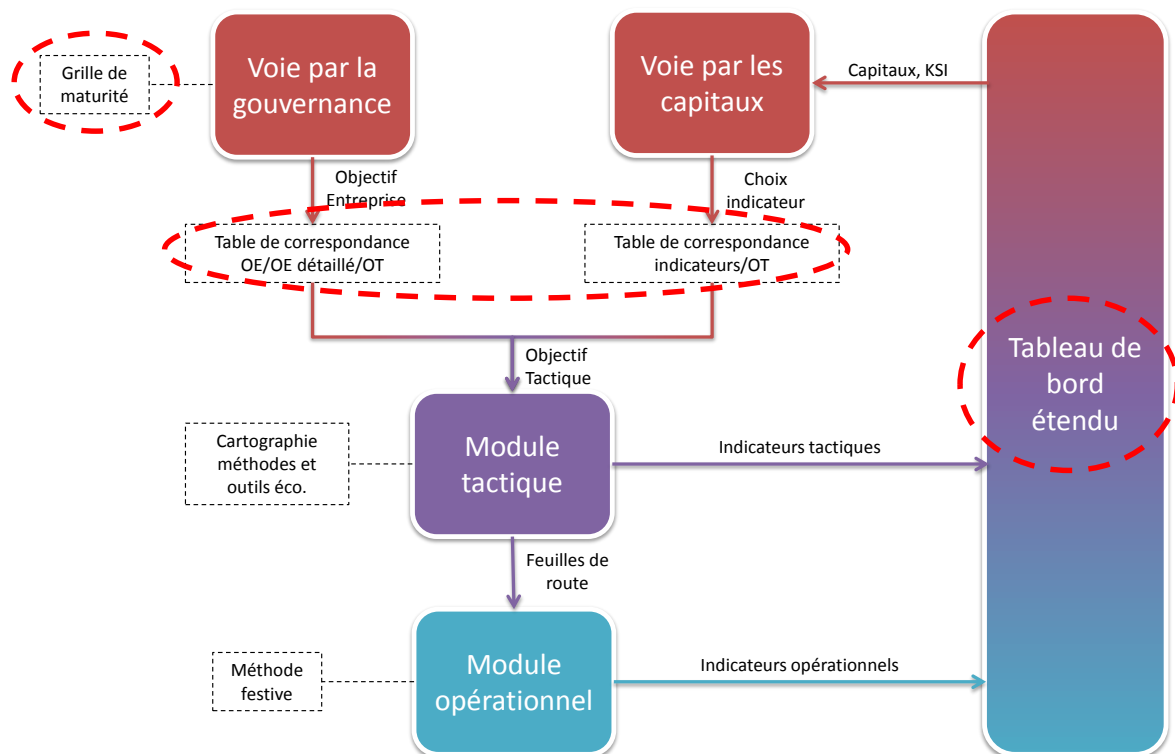 Grille de
maturité
Voie par la
gouvernance
Voie par les
capitaux
Capitaux, KSI
Objectif
Entreprise
Choix
indicateur
Table de correspondance
OE/OE détaillé/OT
Table de correspondance
indicateurs/OT
Tableau de
bord
étendu
Objectif
Tactique
Cartographie
méthodes et
outils éco.
Module
tactique
Indicateurs tactiques
Feuilles de
route
Méthode
festive
Module
opérationnel
Indicateurs opérationnels